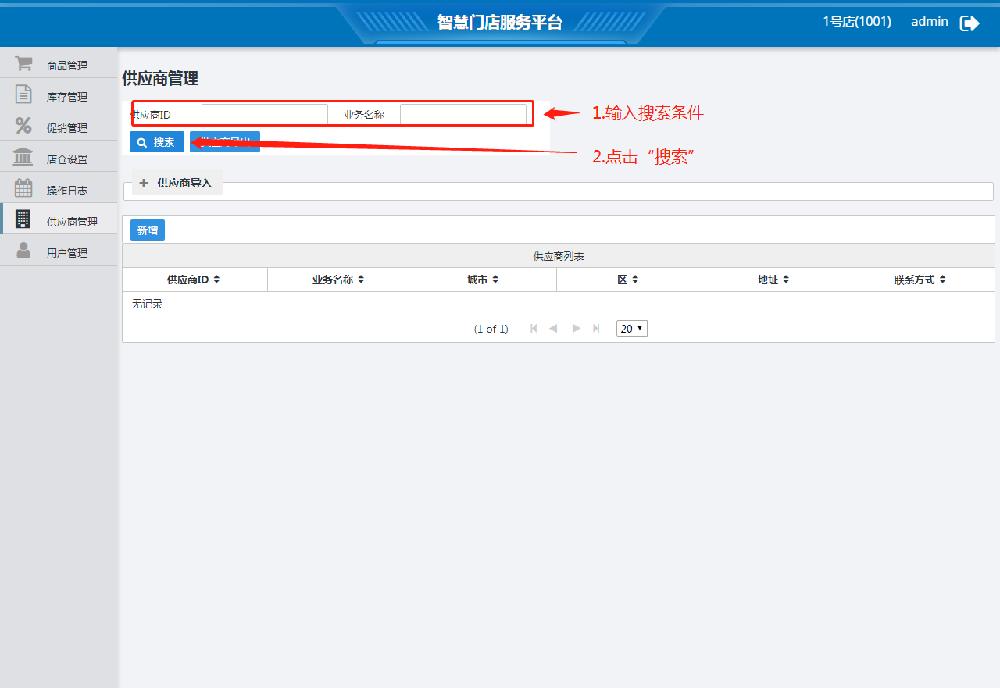 智慧门店服务平台
1号店(1001) admin
商品管理
库存管理
促销管理
店仓设置
操作日志
供应商管理
用户管理
供应商管理
供应商ID 业务名称
1.输入搜索条件
搜索
2.点击“搜索”
供应商导入
新增
供应商列表
供应商ID 业务名称 城市 区 地址 联系方式
无记录
(1 of 1) 20